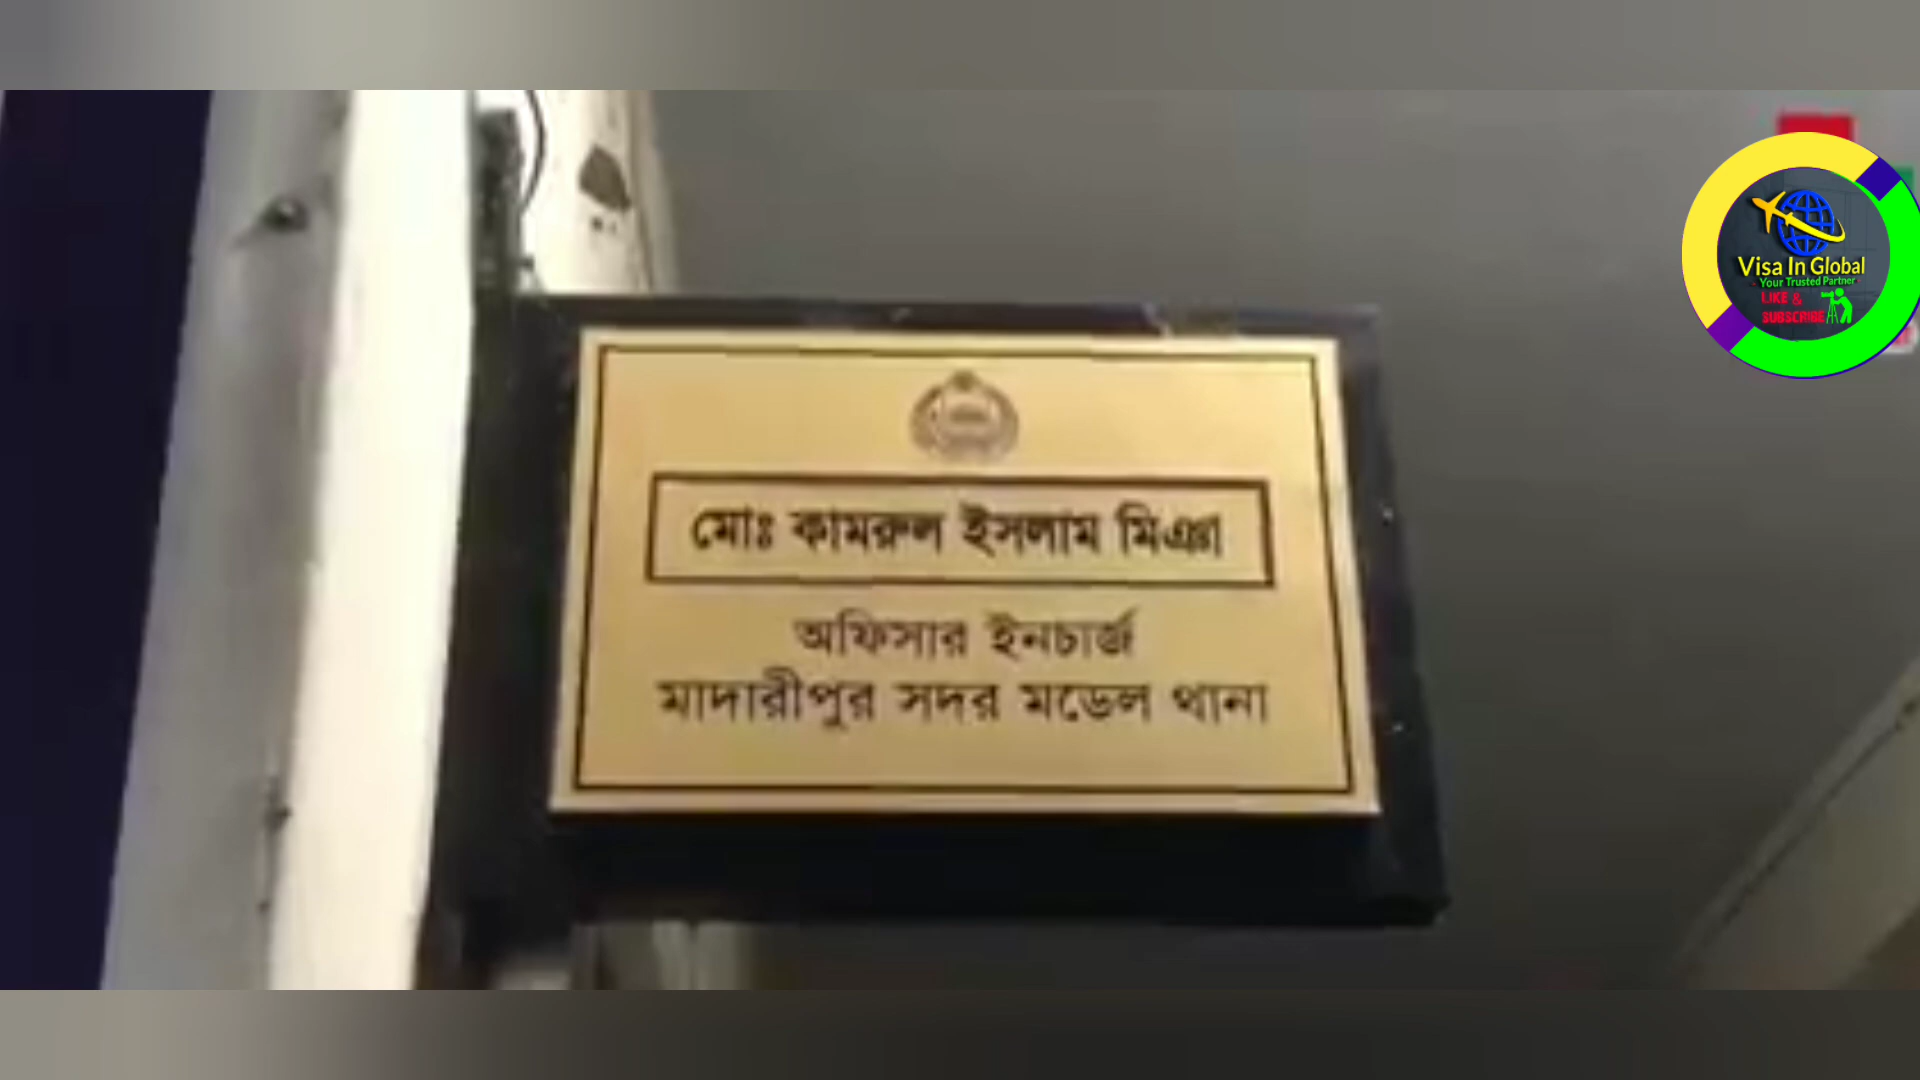 মোঃ কামরুল ইসলাম মিঞা
অফিসার ইনচার্জ
মাদারীপুর সদর মডেল থানা
Visa In Global
Your Trusted Partner
LIKE &
SUBSCRIBE